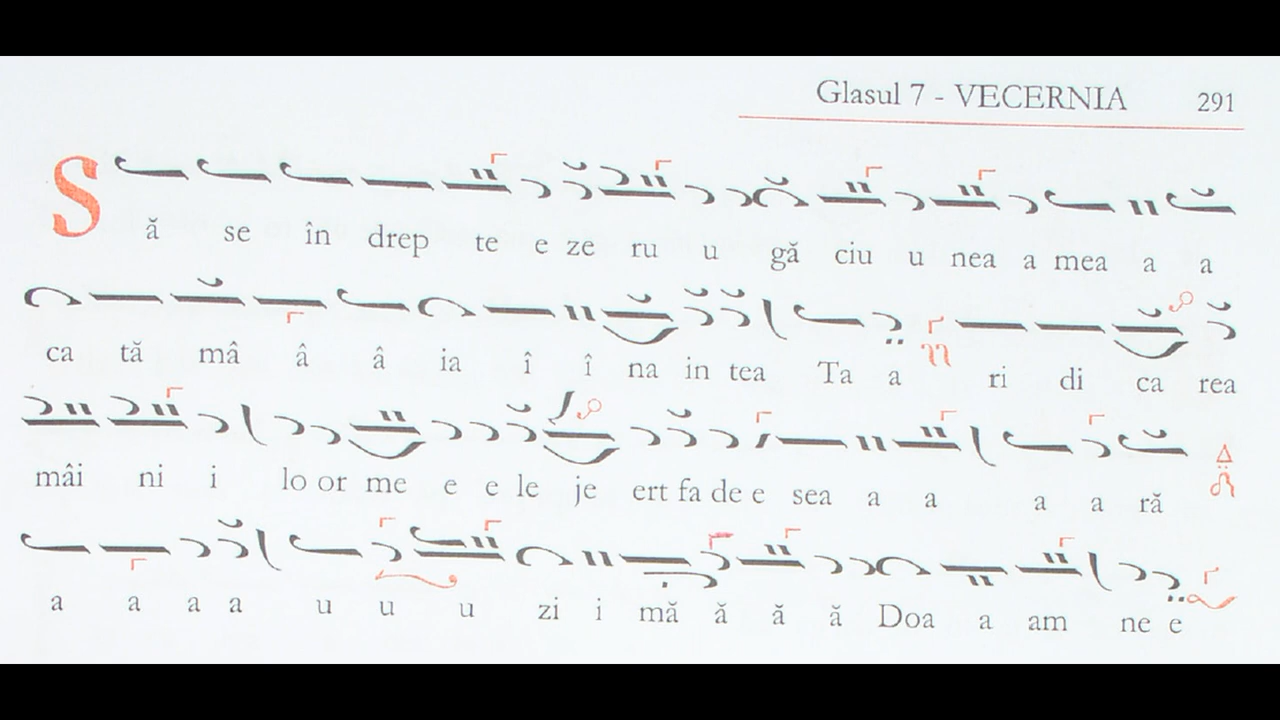 Glasul 7 - VECERNIA 291
Să se în drep te e ze ru u gă ciu u nea a mea a a
ca tă mâ â â ia î î na in tea Ta a ri di ca rea
mâi ni i lo or me e e le je ert fa de e sea a a a a ră
a a a a u u u zi i mă ă ă ă Doa a am ne e